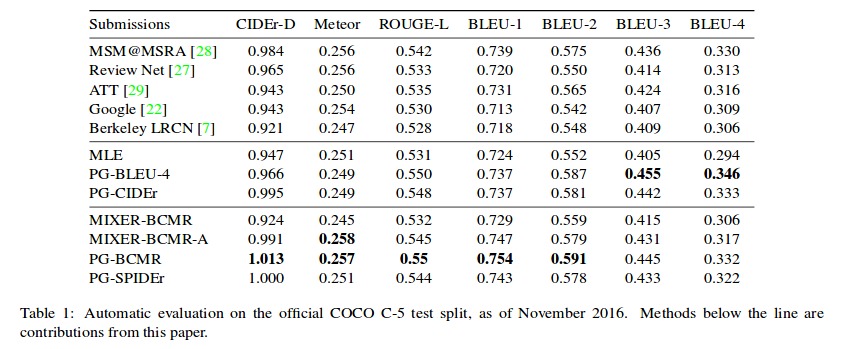 Submissions CIDEr-D Meteor ROUGE-L BLEU-1 BLEU-2 BLEU-3 BLEU-4
MSM@MSRA [28] 0.984 0.256 0.542 0.739 0.575 0.436 0.330
Review Net [27] 0.965 0.256 0.533 0.720 0.550 0.414 0.313
ATT [29] 0.943 0.250 0.535 0.731 0.565 0.424 0.316
Google [22] 0.943 0.254 0.530 0.713 0.542 0.407 0.309
Berkeley LRCN [7] 0.921 0.247 0.528 0.718 0.548 0.409 0.306
MLE 0.947 0.251 0.531 0.724 0.552 0.405 0.294
PG-BLEU-4 0.966 0.249 0.550 0.737 0.587 0.455 0.346
PG-CIDEr 0.995 0.249 0.548 0.737 0.581 0.442 0.333
MIXER-BCMR 0.924 0.245 0.532 0.729 0.559 0.415 0.306
MIXER-BCMR-A 0.991 0.258 0.545 0.747 0.579 0.431 0.317
PG-BCMR 1.013 0.257 0.55 0.754 0.591 0.445 0.332
PG-SPIDEr 1.000 0.251 0.544 0.743 0.578 0.433 0.322
Table 1: Automatic evaluation on the official COCO C-5 test split, as of November 2016. Methods below the line are
contributions from this paper.